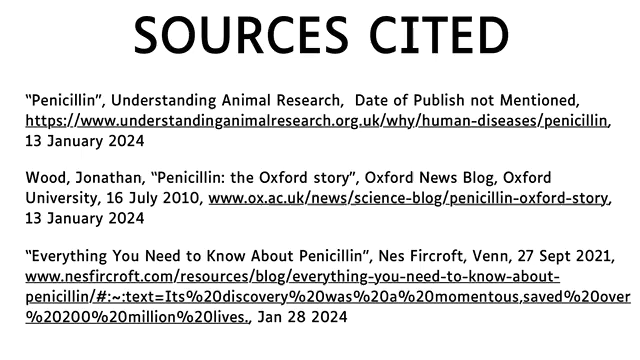 SOURCES CITED
“Penicillin”, Understanding Animal Research,  Date of Publish not Mentioned,
https://www.understandinganimalresearch.org.uk/why/human-diseases/penicillin,
13 January 2024
Wood, Jonathan, “Penicillin: the Oxford story”, Oxford News Blog, Oxford
University, 16 July 2010, www.ox.ac.uk/news/science-blog/penicillin-oxford-story,
13 January 2024
“Everything You Need to Know About Penicillin”, Nes Fircroft, Venn, 27 Sept 2021,
www.nesfircroft.com/resources/blog/everything-you-need-to-know-about-
penicillin/#:~:text=Its%20discovery%20was%20a%20momentous,saved%20over
%20200%20million%20lives., Jan 28 2024